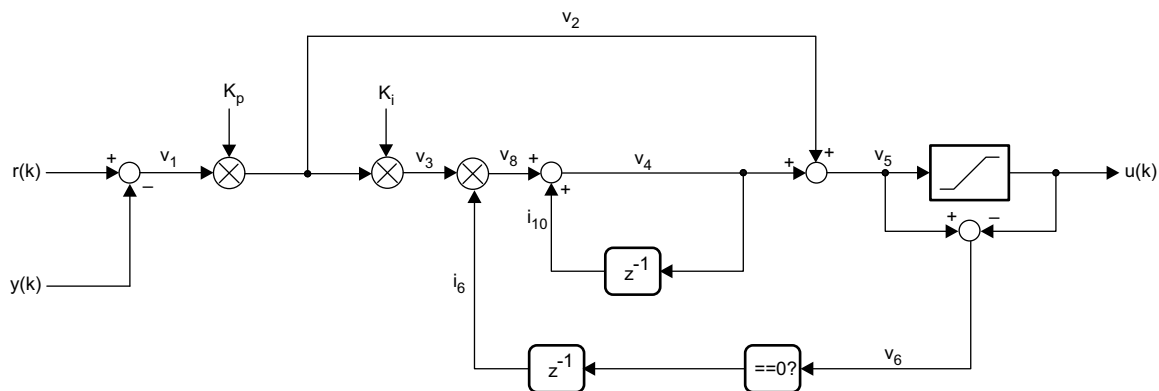 v2
Kp
Ki
r(k)
+
−
v1
v3
v8
+
+
v4
+
+
v5
u(k)
+
−
i10
z-1
y(k)
i6
z-1
==0?
v6